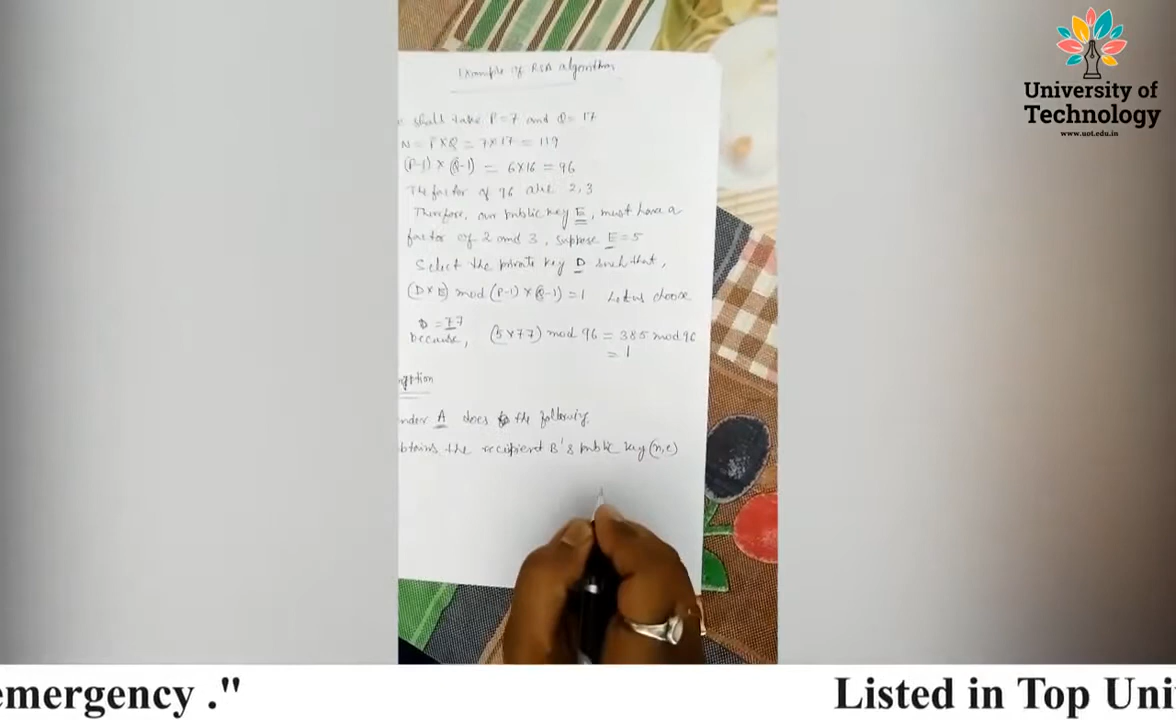 University of
Technology
www.uot.edu.in
Example of RSA algorithm
shall take P=7 and Q=17
N = P×Q = 7×17 = 119
(P-1) × (Q-1) = 6×16 = 96
The factor of 96 are 2, 3
Therefore, our public key E, must have a
factor of 2 and 3, suppose E=5
Select the private key D such that,
(D×E) mod (P-1) × (Q-1) = 1 Let us choose
D = 77
because, (5×77) mod 96 = 385 mod 96
= 1
ption
nder A does the following.
btains the recipient B's public key (n,e)
emergency ."
Listed in Top Uni